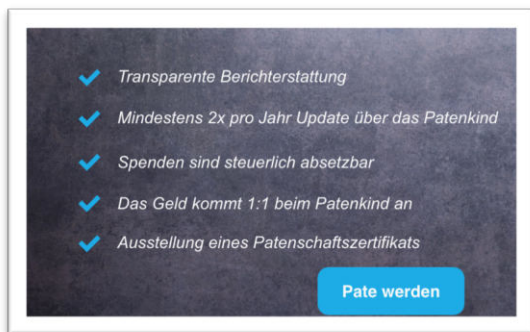 Transparente Berichterstattung
Mindestens 2x pro Jahr Update über das Patenkind
Spenden sind steuerlich absetzbar
Das Geld kommt 1:1 beim Patenkind an
Ausstellung eines Patenschaftszertifikats
Pate werden